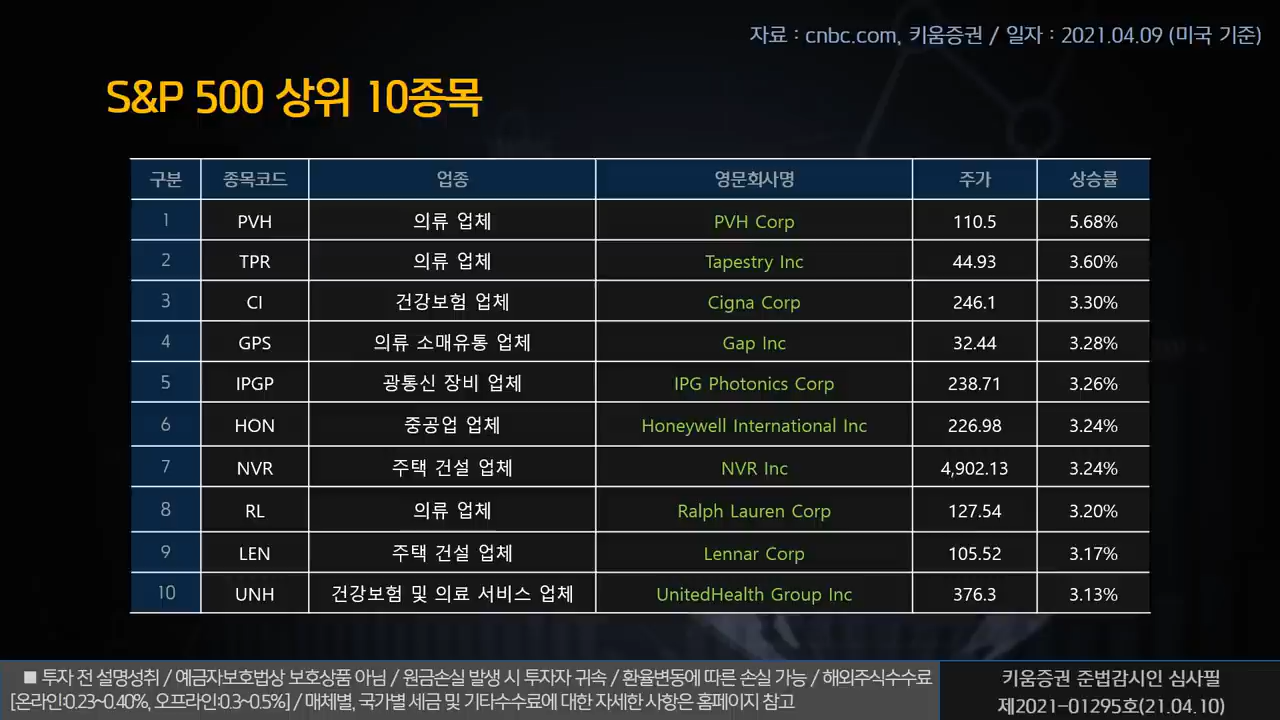 자료 : cnbc.com, 키움증권 / 일자 : 2021.04.09 (미국 기준)
S&P 500 상위 10종목
구분 종목코드 업종 영문회사명 주가 상승률
1 PVH 의류 업체 PVH Corp 110.5 5.68%
2 TPR 의류 업체 Tapestry Inc 44.93 3.60%
3 CI 건강보험 업체 Cigna Corp 246.1 3.30%
4 GPS 의류 소매유통 업체 Gap Inc 32.44 3.28%
5 IPGP 광통신 장비 업체 IPG Photonics Corp 238.71 3.26%
6 HON 중공업 업체 Honeywell International Inc 226.98 3.24%
7 NVR 주택 건설 업체 NVR Inc 4,902.13 3.24%
8 RL 의류 업체 Ralph Lauren Corp 127.54 3.20%
9 LEN 주택 건설 업체 Lennar Corp 105.52 3.17%
10 UNH 건강보험 및 의료 서비스 업체 UnitedHealth Group Inc 376.3 3.13%
■ 투자 전 설명성취 / 예금자보호법상 보호상품 아님 / 원금손실 발생 시 투자자 귀속 / 환율변동에 따른 손실 가능 / 해외주식수수료
[온라인:0.23~0.40%, 오프라인:0.3~0.5%] / 매체별, 국가별 세금 및 기타수수료에 대한 자세한 사항은 홈페이지 참고
키움증권 준법감시인 심사필
제2021-01295호(21.04.10)